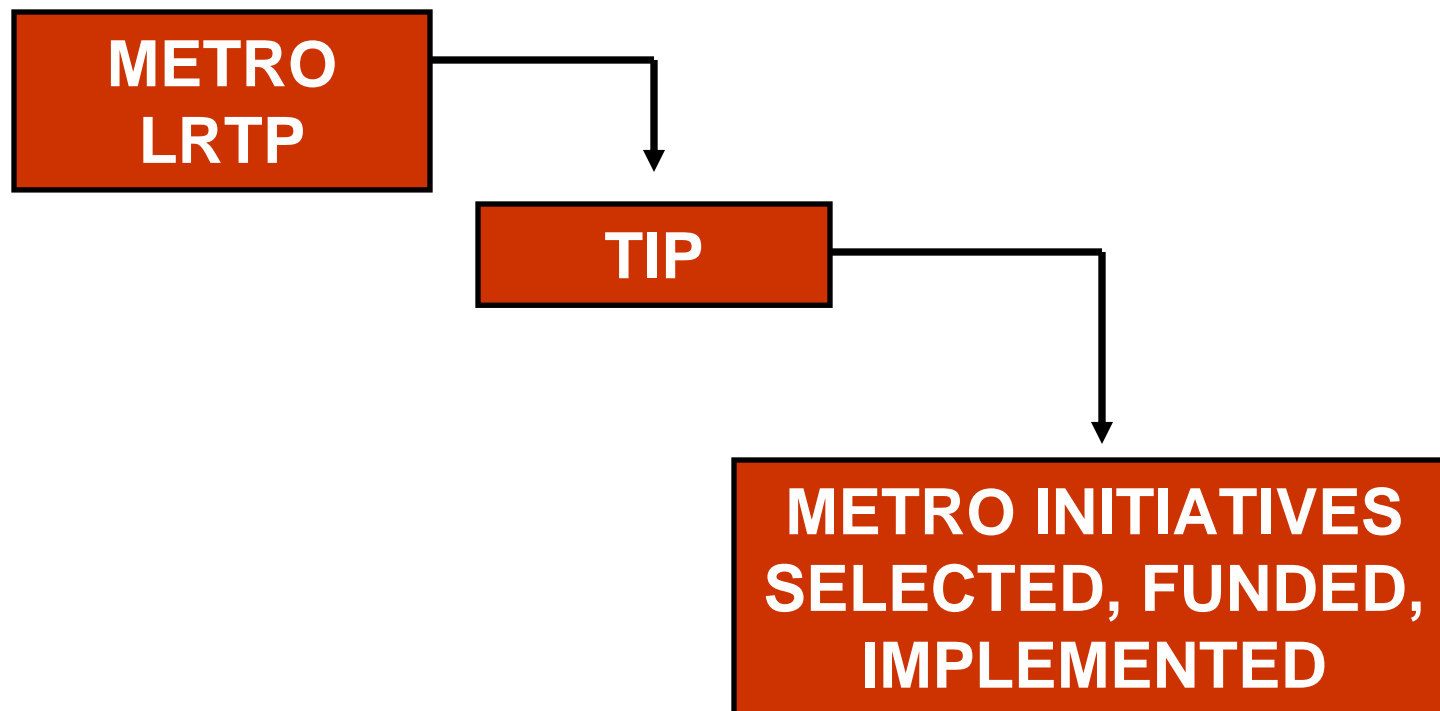 METRO
LRTP
TIP
METRO INITIATIVES
SELECTED, FUNDED,
IMPLEMENTED